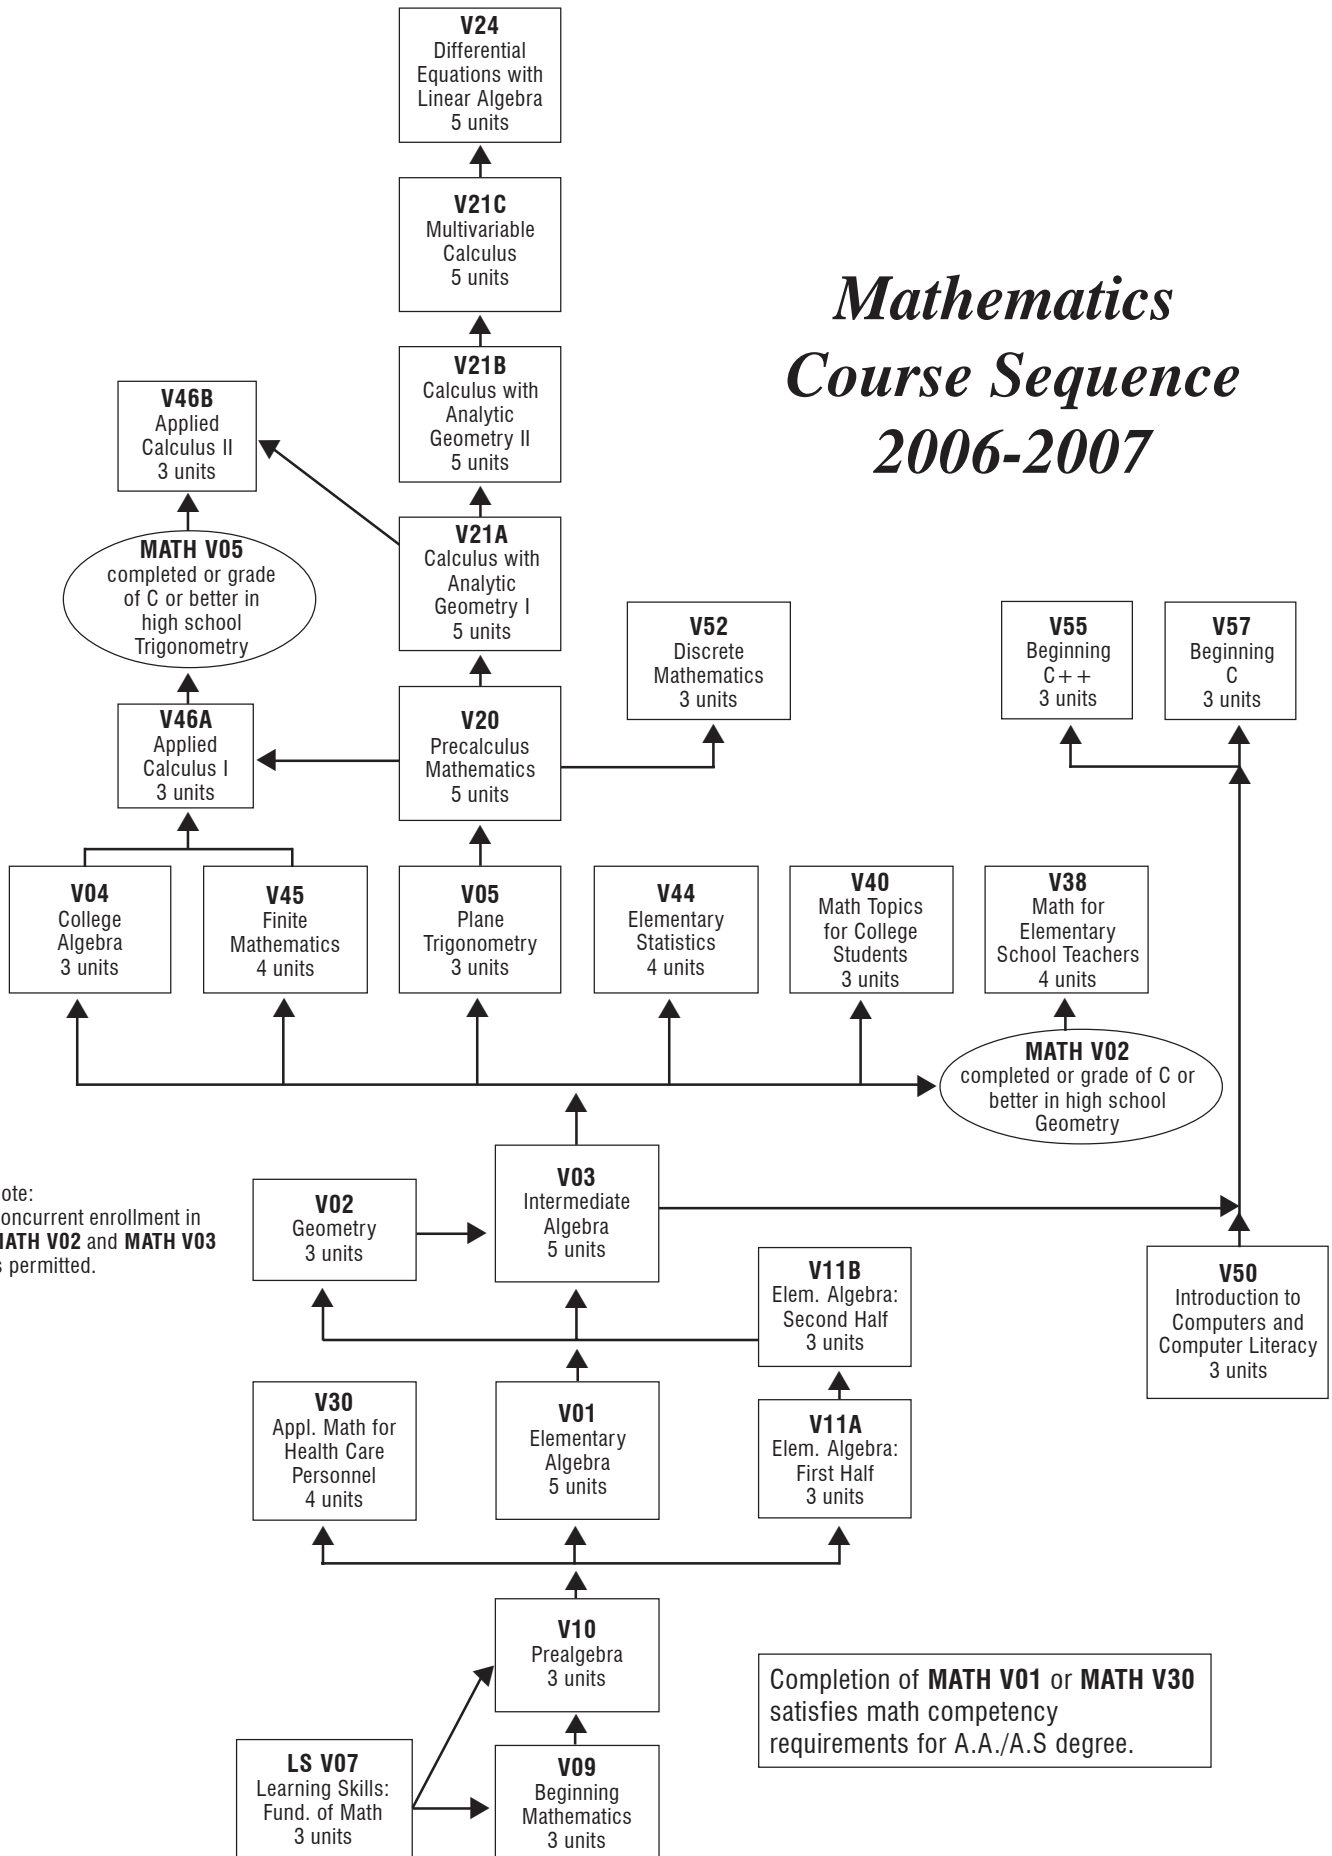 V24
Differential
Equations with
Linear Algebra
5 units
V21C
Multivariable
Calculus
5 units
Mathematics
Course Sequence
2006-2007
V21B
Calculus with
Analytic
Geometry II
5 units
V46B
Applied
Calculus II
3 units
MATH V05
completed or grade
of C or better in
high school
Trigonometry
V21A
Calculus with
Analytic
Geometry I
5 units
V52
Discrete
Mathematics
3 units
V55
Beginning
C++
3 units
V57
Beginning
C
3 units
V46A
Applied
Calculus I
3 units
V20
Precalculus
Mathematics
5 units
V04
College
Algebra
3 units
V45
Finite
Mathematics
4 units
V05
Plane
Trigonometry
3 units
V44
Elementary
Statistics
4 units
V40
Math Topics
for College
Students
3 units
V38
Math for
Elementary
School Teachers
4 units
MATH V02
completed or grade of C or
better in high school
Geometry
ote:
oncurrent enrollment in
MATH V02 and MATH V03
s permitted.
V02
Geometry
3 units
V03
Intermediate
Algebra
5 units
V11B
Elem. Algebra:
Second Half
3 units
V50
Introduction to
Computers and
Computer Literacy
3 units
V30
Appl. Math for
Health Care
Personnel
4 units
V01
Elementary
Algebra
5 units
V11A
Elem. Algebra:
First Half
3 units
V10
Prealgebra
3 units
Completion of MATH V01 or MATH V30
satisfies math competency
requirements for A.A./A.S degree.
LS V07
Learning Skills:
Fund. of Math
3 units
V09
Beginning
Mathematics
3 units